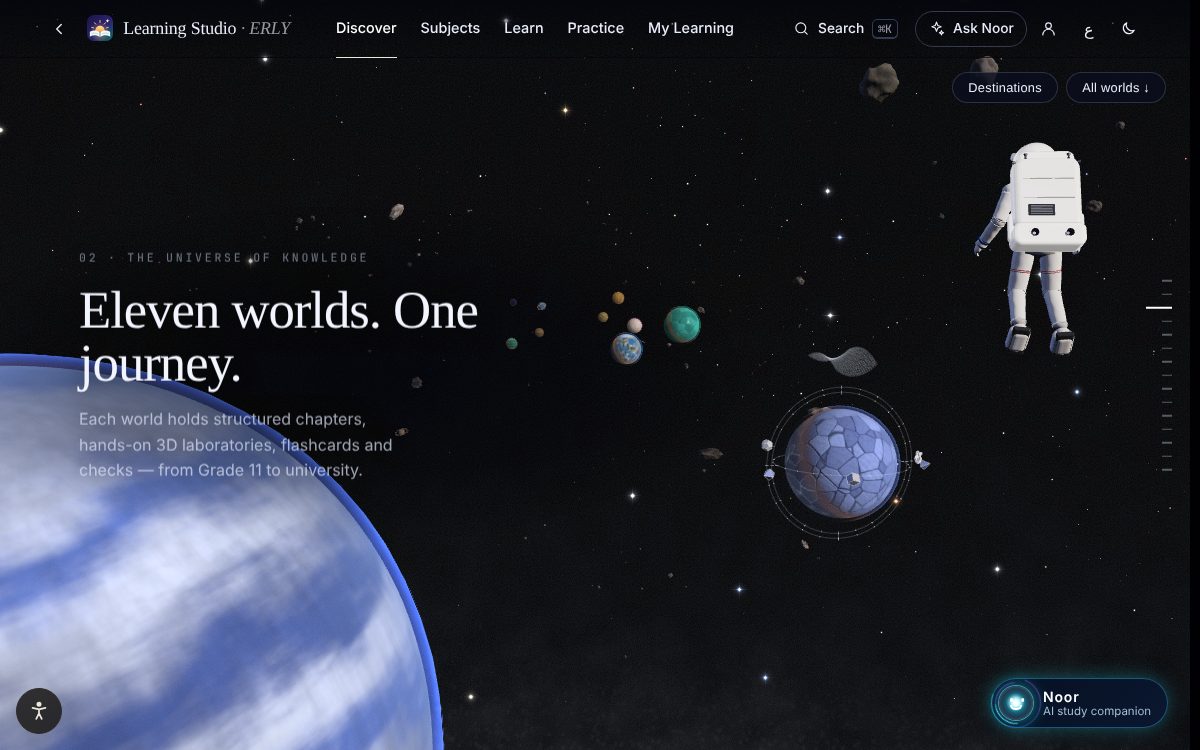 Learning Studio · ERLY
Discover
Subjects
Learn
Practice
My Learning
Search ⌘K
Ask Noor
ع
Destinations
All worlds ↓
02 · THE UNIVERSE OF KNOWLEDGE
Eleven worlds. One
journey.
Each world holds structured chapters,
hands-on 3D laboratories, flashcards and
checks — from Grade 11 to university.
Noor
AI study companion